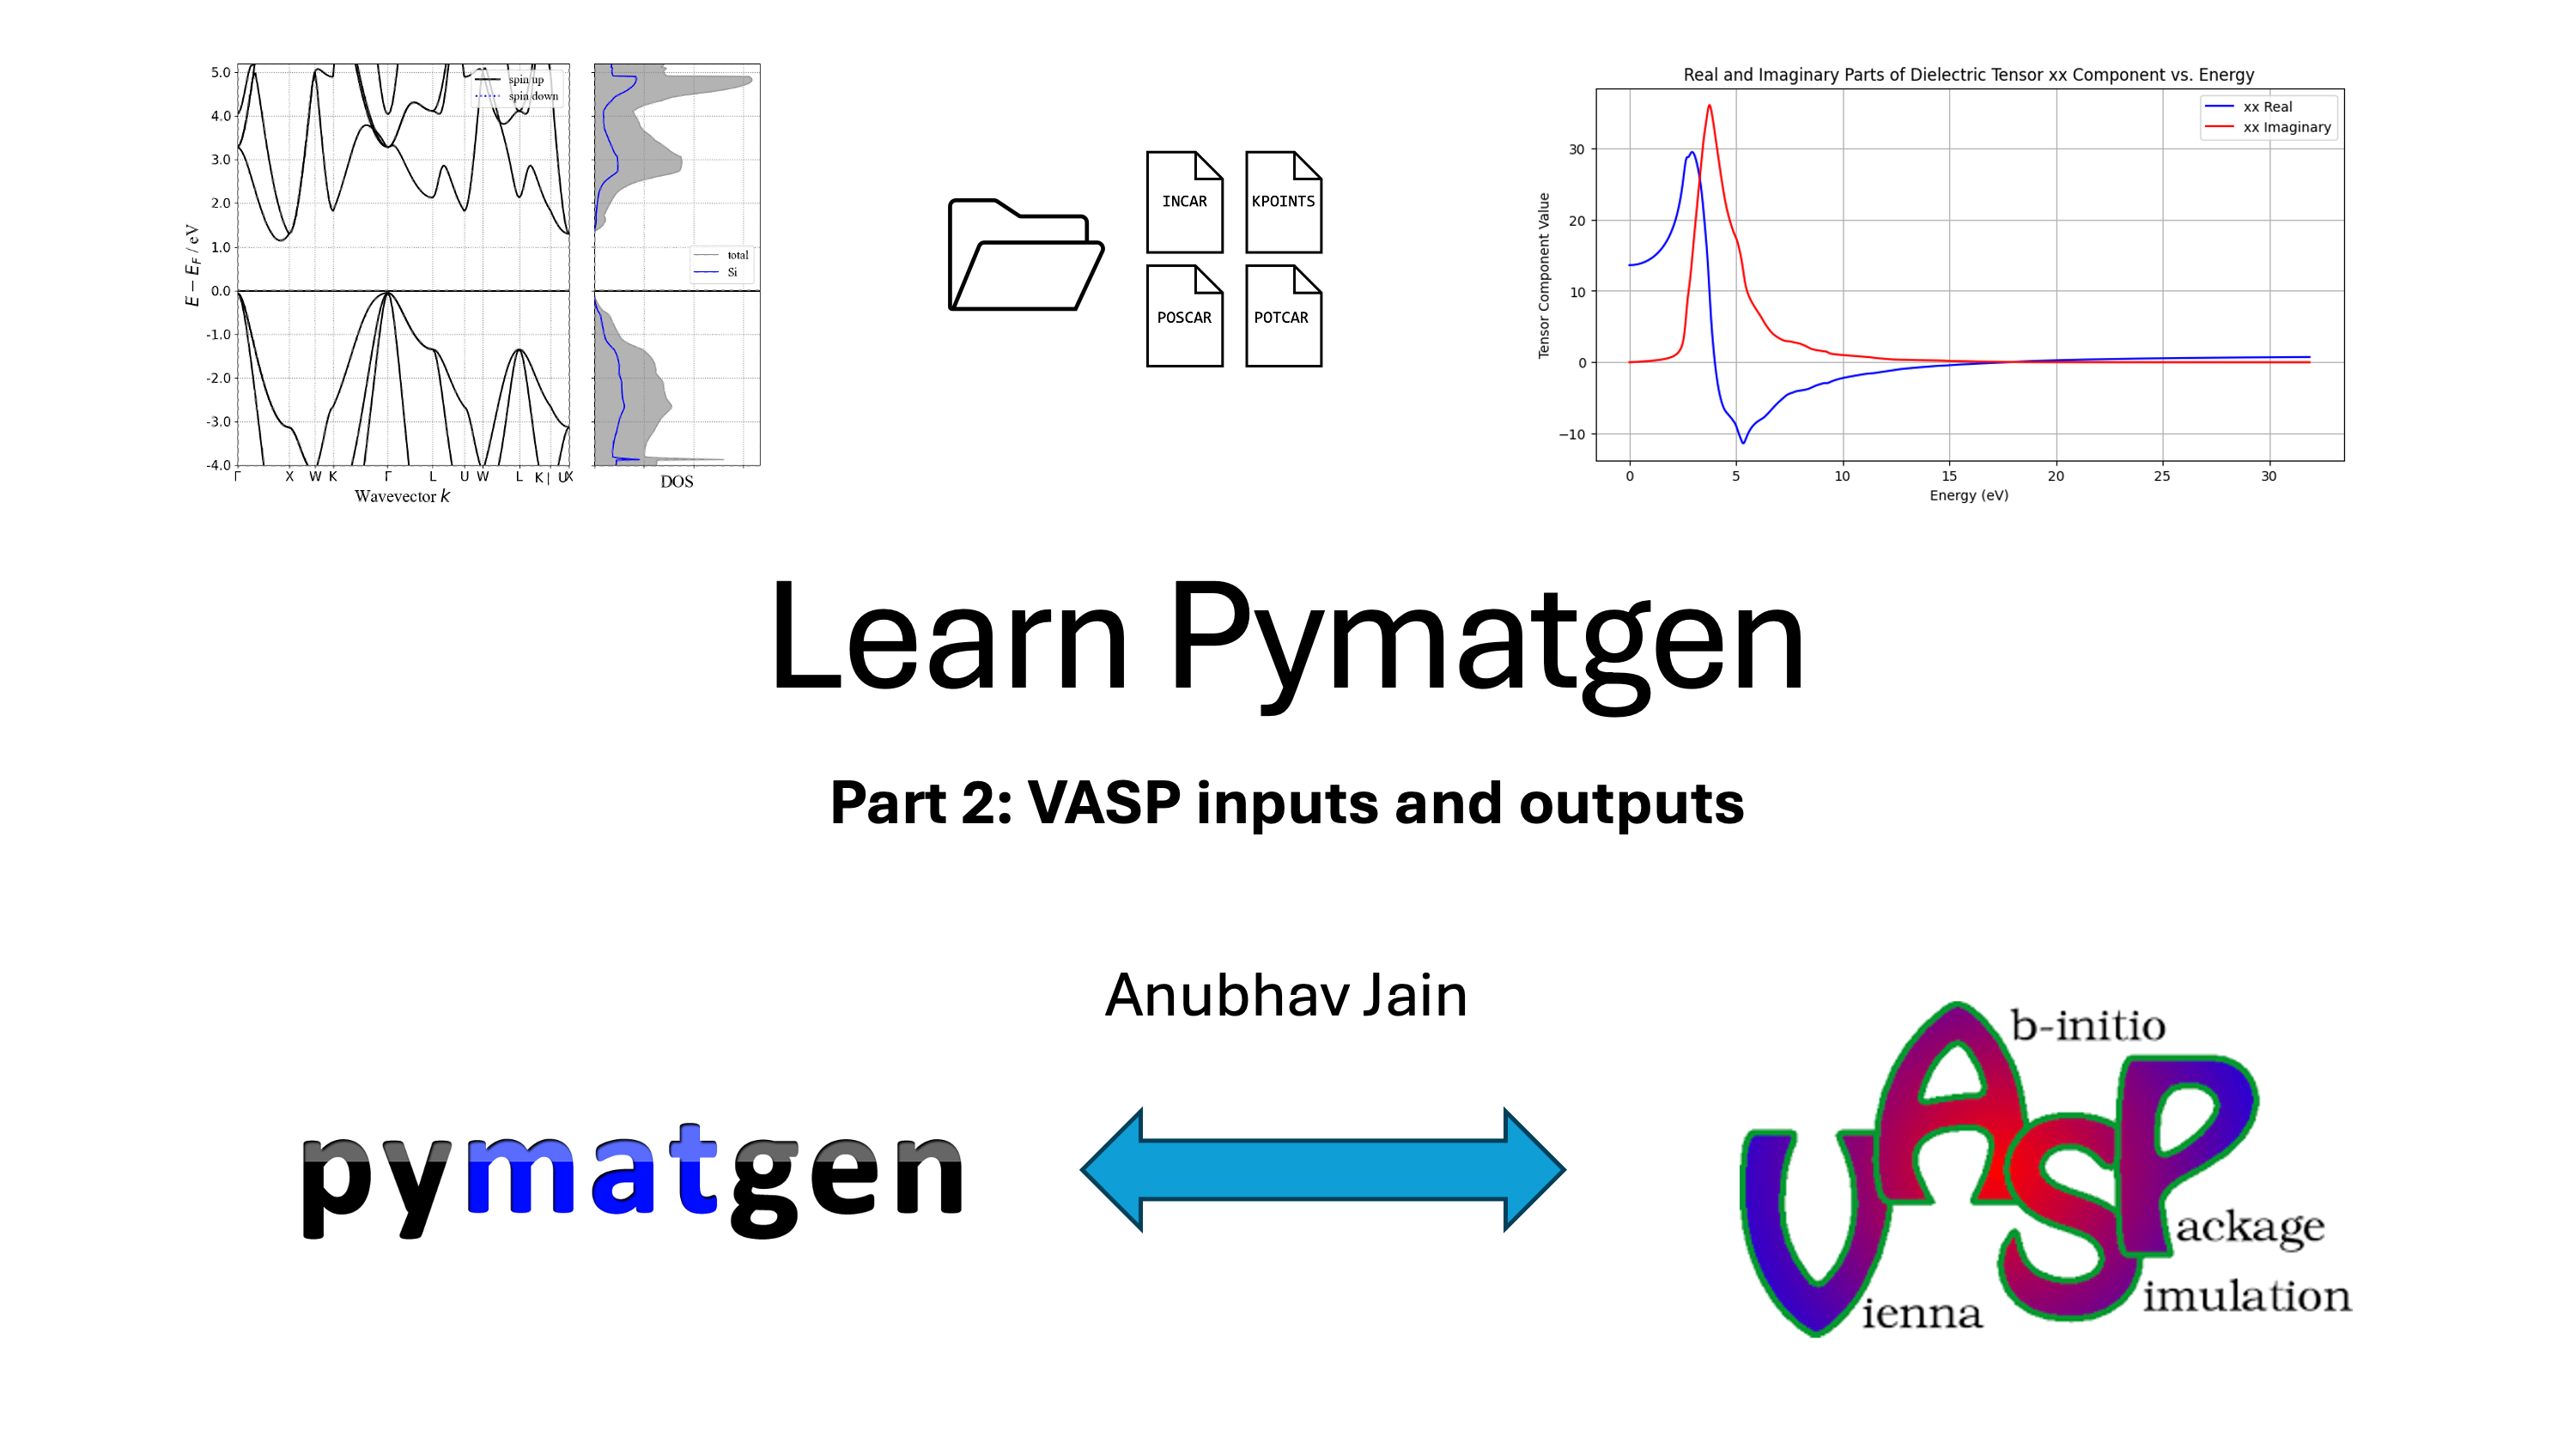 5.0
4.0
3.0
2.0
1.0
0.0
-1.0
-2.0
-3.0
-4.0
E − E_F / eV
spin up
spin down
Γ X W K Γ L U W L K | U X
Wavevector k
total
Si
DOS
INCAR
KPOINTS
POSCAR
POTCAR
Real and Imaginary Parts of Dielectric Tensor xx Component vs. Energy
xx Real
xx Imaginary
Tensor Component Value
30
20
10
0
−10
0 5 10 15 20 25 30
Energy (eV)
Learn Pymatgen
Part 2: VASP inputs and outputs
Anubhav Jain
pymatgen
VASP
b-initio
ackage
imulation
ienna